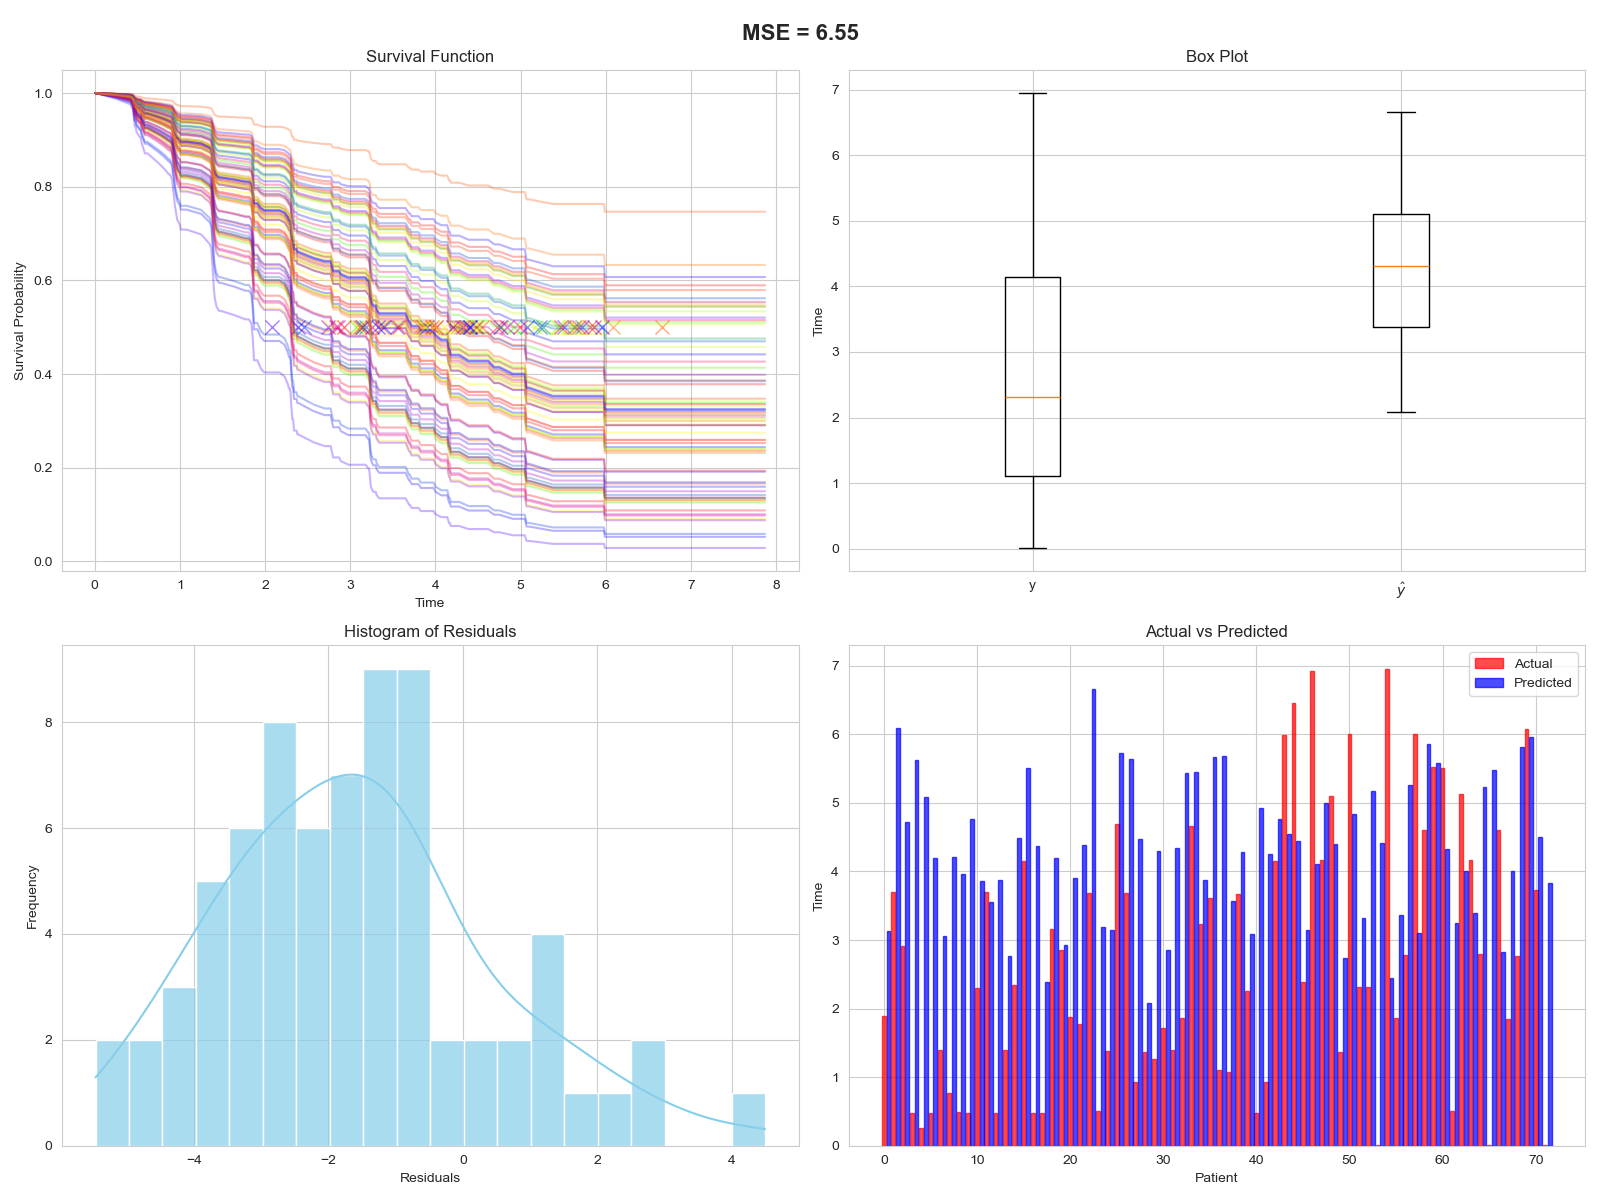 MSE = 6.55
Survival Function
1.0
0.8
0.6
0.4
0.2
0.0
Survival Probability
0 1 2 3 4 5 6 7 8
Time
Box Plot
7
6
5
4
3
2
1
0
Time
y ŷ
Histogram of Residuals
8
6
4
2
0
Frequency
−4 −2 0 2 4
Residuals
Actual vs Predicted
Actual
Predicted
7
6
5
4
3
2
1
0
Time
0 10 20 30 40 50 60 70
Patient